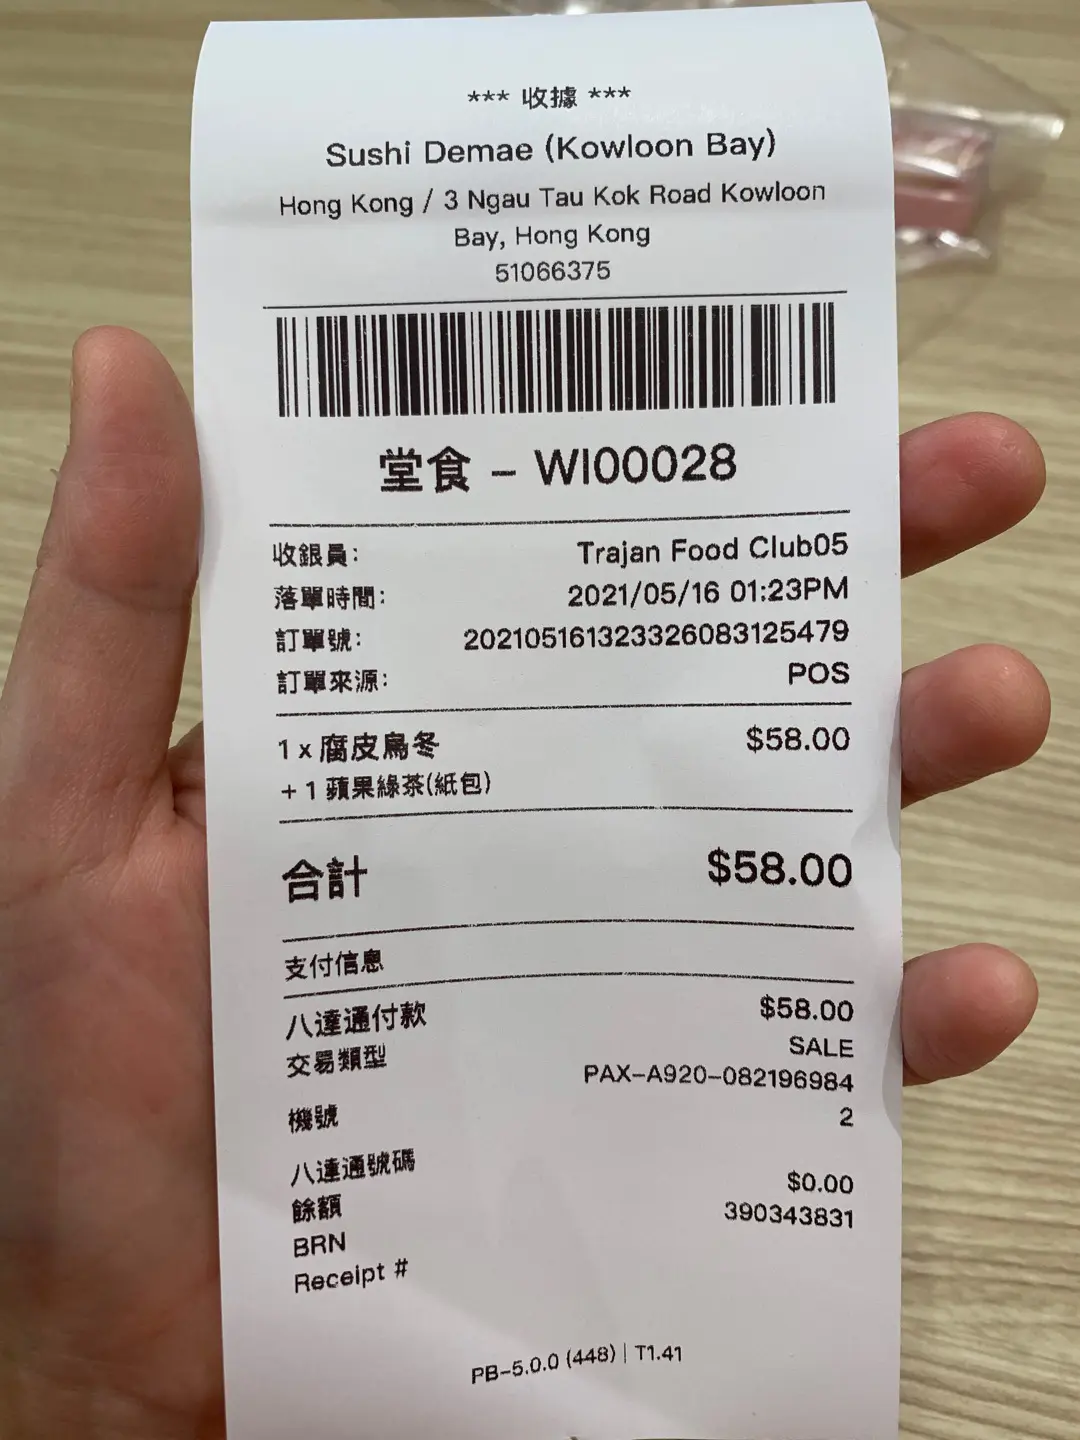 *** 收據 ***
Sushi Demae (Kowloon Bay)
Hong Kong / 3 Ngau Tau Kok Road Kowloon
Bay, Hong Kong
51066375
堂食 – WI00028
收銀員: Trajan Food Club05
落單時間: 2021/05/16 01:23PM
訂單號: 20210516132332608​3125479
訂單來源: POS
1 x 腐皮烏冬 $58.00
+ 1 蘋果綠茶(紙包)
合計 $58.00
支付信息
八達通付款 $58.00
交易類型 SALE
PAX-A920-082196984
機號 2
八達通號碼
餘額 $0.00
BRN 390343831
Receipt #
PB-5.0.0 (448) | T1.41